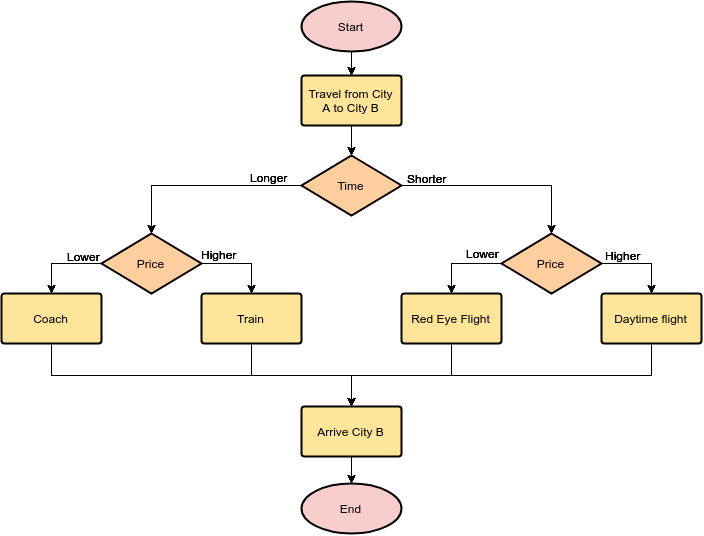 Start
Travel from City
A to City B
Longer
Time
Shorter
Lower
Price
Higher
Lower
Price
Higher
Coach
Train
Red Eye Flight
Daytime flight
Arrive City B
End